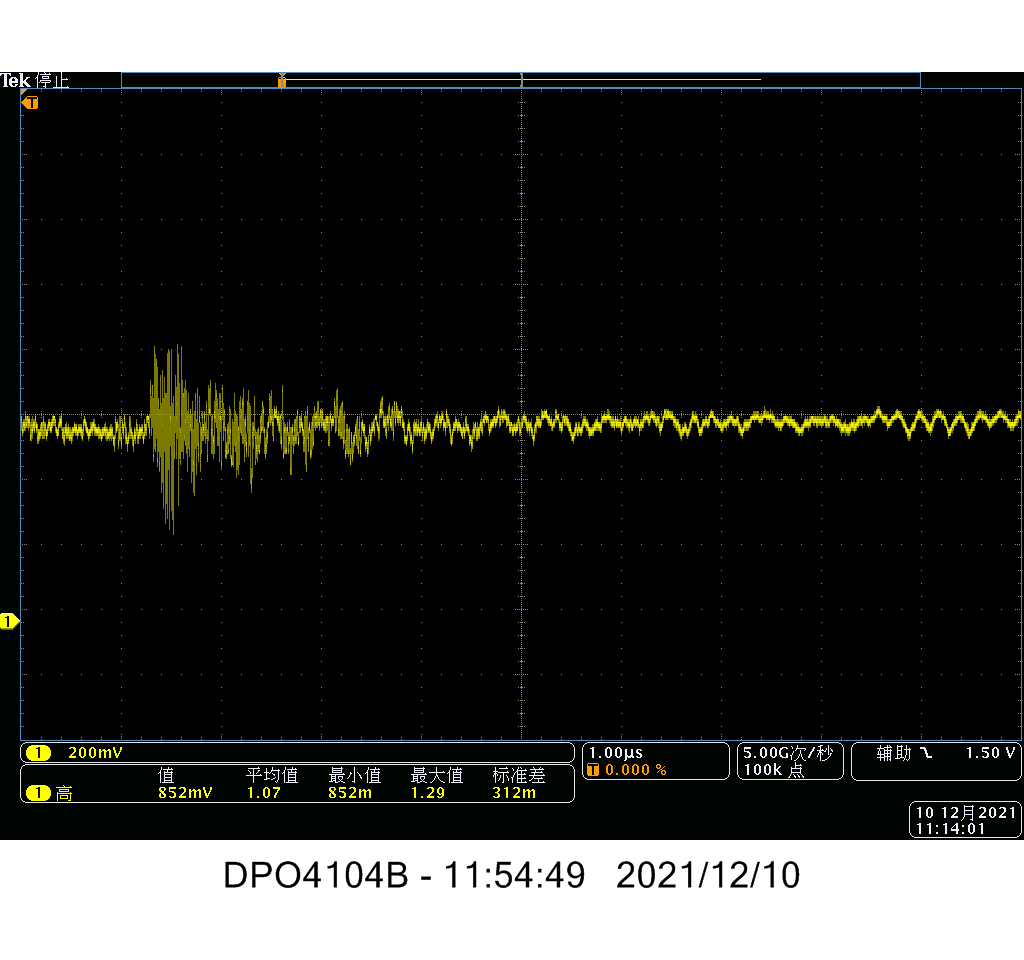 Tek 停止
T
T
1
1 200mV
1.00µs
T 0.000 %
5.00G次/秒
100k 点
辅助 1.50 V
值 平均值 最小值 最大值 标准差
1 高 852mV 1.07 852m 1.29 312m
10 12月2021
11:14:01
DPO4104B - 11:54:49 2021/12/10